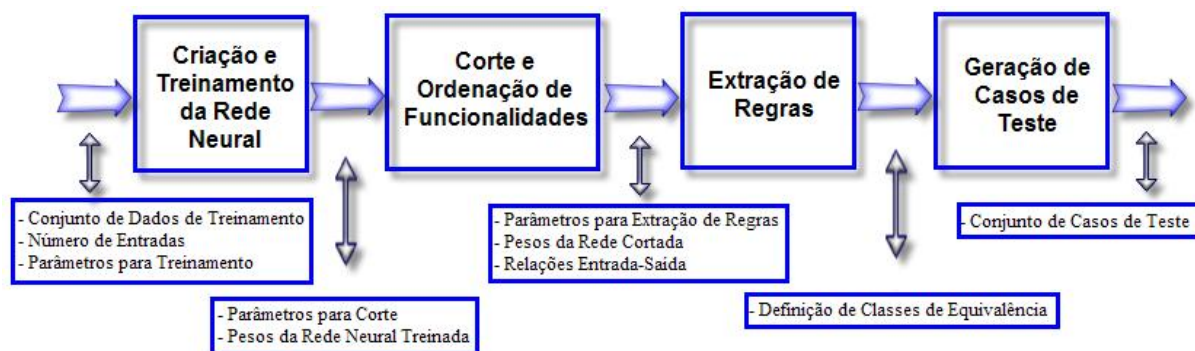 Criação e
Treinamento
da Rede
Neural
Corte e
Ordenação de
Funcionalidades
Extração de
Regras
Geração de
Casos de
Teste
- Conjunto de Dados de Treinamento
- Número de Entradas
- Parâmetros para Treinamento
- Parâmetros para Corte
- Pesos da Rede Neural Treinada
- Parâmetros para Extração de Regras
- Pesos da Rede Cortada
- Relações Entrada-Saída
- Definição de Classes de Equivalência
- Conjunto de Casos de Teste